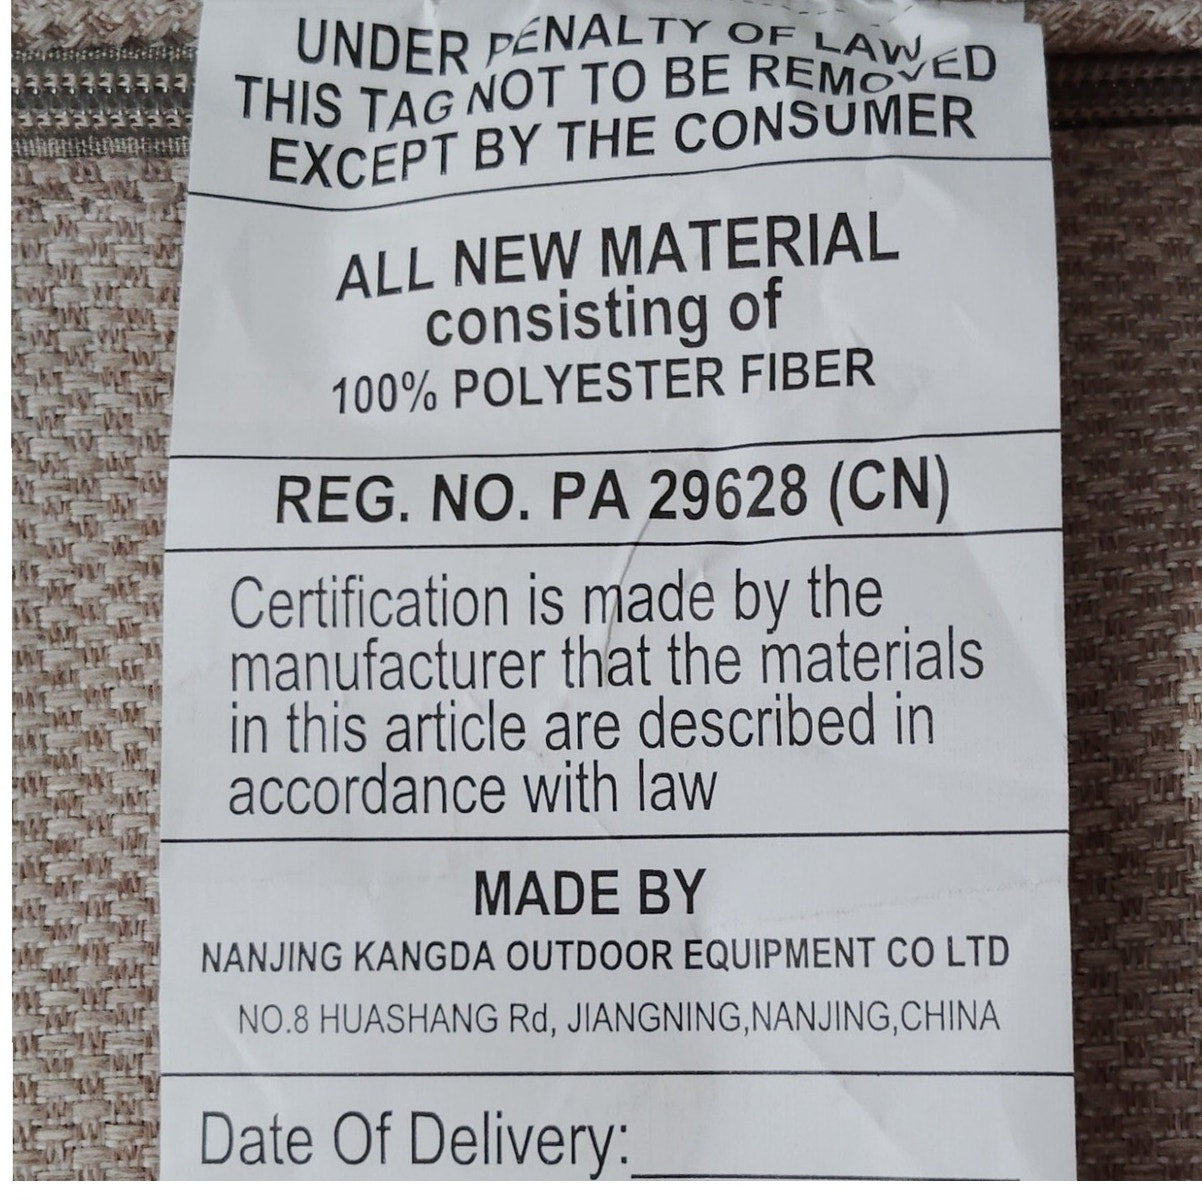 UNDER PENALTY OF LAW
THIS TAG NOT TO BE REMOVED
EXCEPT BY THE CONSUMER
ALL NEW MATERIAL
consisting of
100% POLYESTER FIBER
REG. NO. PA 29628 (CN)
Certification is made by the
manufacturer that the materials
in this article are described in
accordance with law
MADE BY
NANJING KANGDA OUTDOOR EQUIPMENT CO LTD
NO.8 HUASHANG Rd, JIANGNING,NANJING,CHINA
Date Of Delivery: